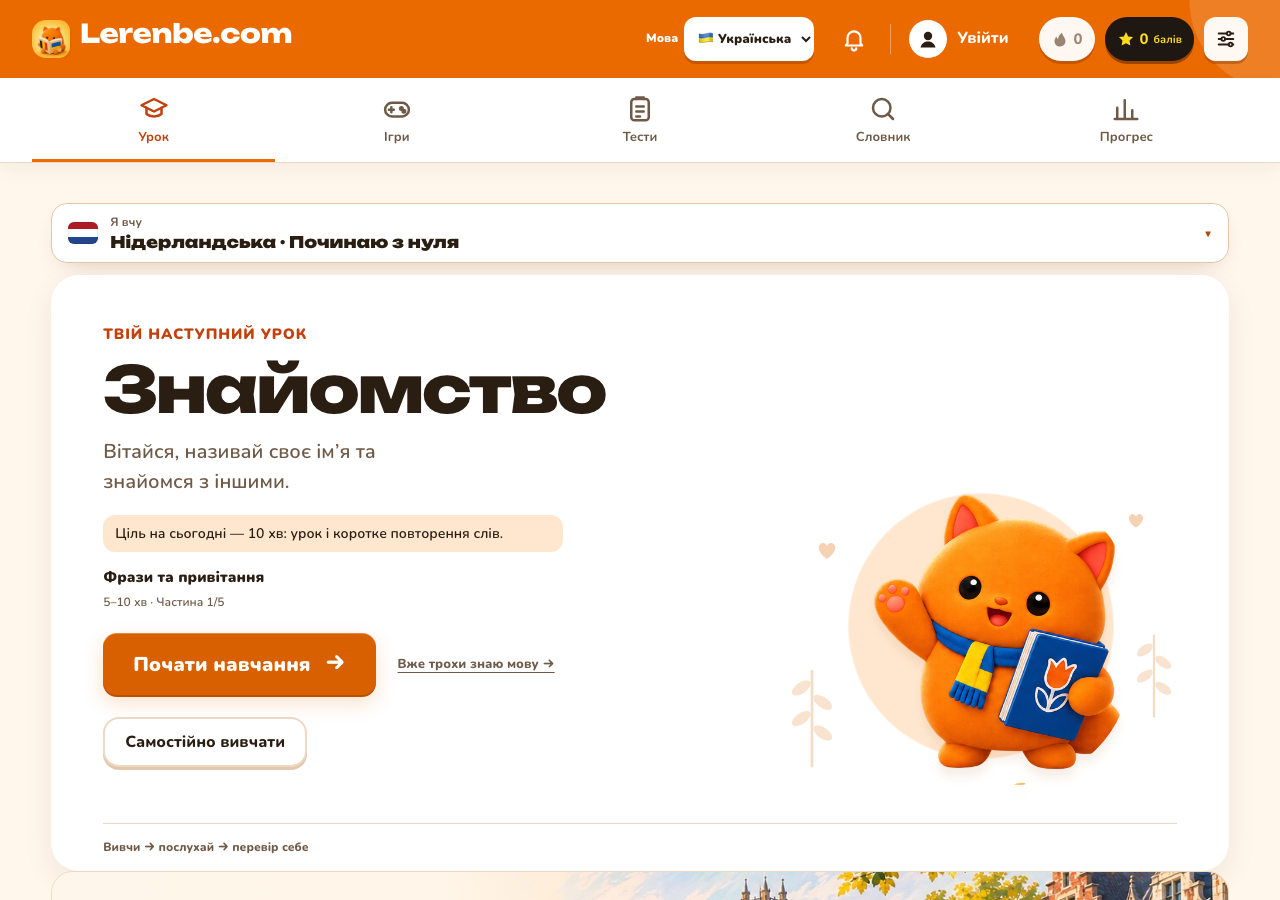 Lerenbe.com
Мова
🇺🇦 Українська
Увійти
0
0 балів
Урок
Ігри
Тести
Словник
Прогрес
Я вчу
Нідерландська · Починаю з нуля
ТВІЙ НАСТУПНИЙ УРОК
Знайомство
Вітайся, називай своє ім’я та
знайомся з іншими.
Ціль на сьогодні — 10 хв: урок і коротке повторення слів.
Фрази та привітання
5–10 хв · Частина 1/5
Почати навчання →
Вже трохи знаю мову →
Самостійно вивчати
Вивчи → послухай → перевір себе